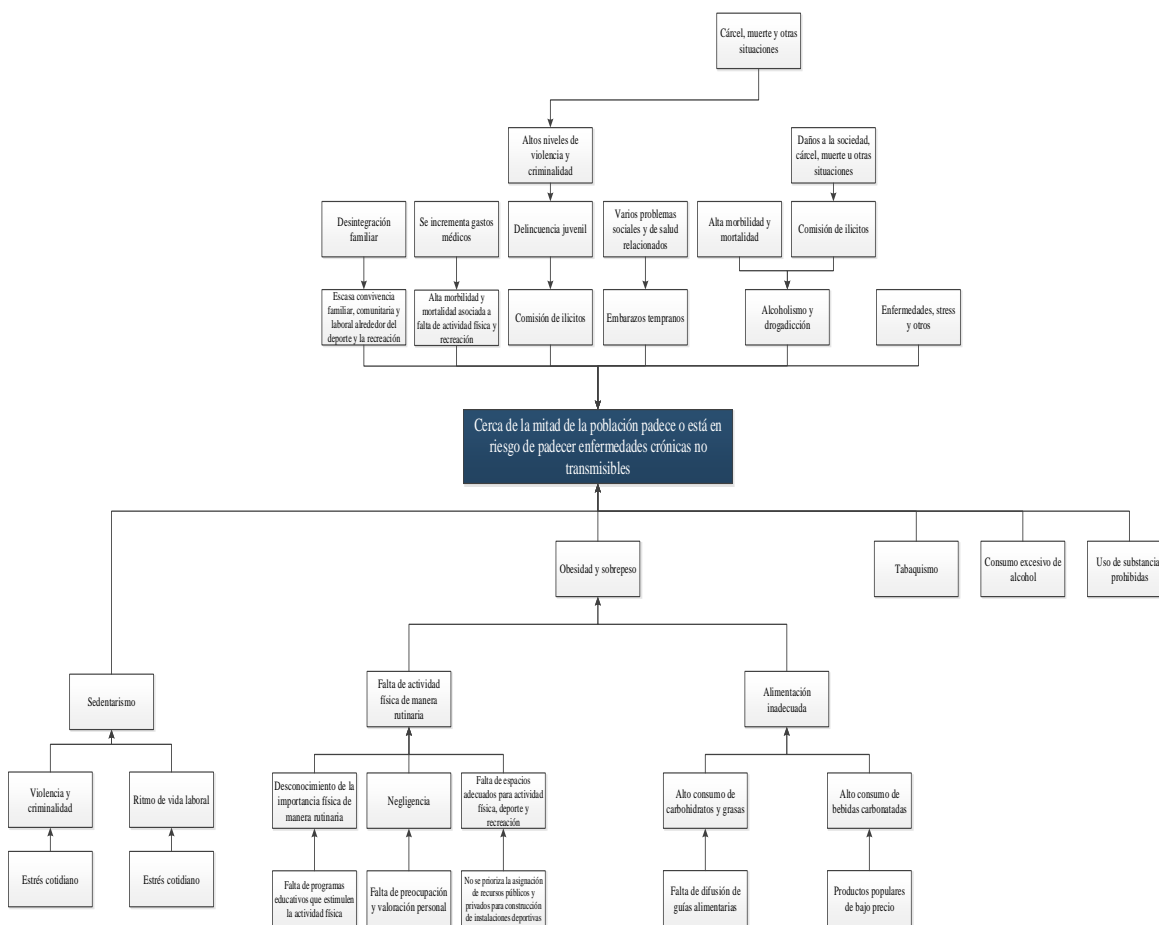 Cárcel, muerte y otras
situaciones
Altos niveles de
violencia y
criminalidad
Daños a la sociedad,
cárcel, muerte u otras
situaciones
Desintegración
familiar
Se incrementa gastos
médicos
Delincuencia juvenil
Varios problemas
sociales y de salud
relacionados
Alta morbilidad y
mortalidad
Comisión de ilicitos
Escasa convivencia
familiar, comunitaria y
laboral alrededor del
deporte y la recreación
Alta morbilidad y
mortalidad asociada a
falta de actividad física y
recreación
Comisión de ilicitos
Embarazos tempranos
Alcoholismo y
drogadicción
Enfermedades, stress
y otros
Cerca de la mitad de la población padece o está en
riesgo de padecer enfermedades crónicas no
transmisibles
Obesidad y sobrepeso
Tabaquismo
Consumo excesivo de
alcohol
Uso de substancia
prohibidas
Sedentarismo
Falta de actividad
física de manera
rutinaria
Alimentación
inadecuada
Violencia y
criminalidad
Ritmo de vida laboral
Desconocimiento de la
importancia física de
manera rutinaria
Negligencia
Falta de espacios
adecuados para actividad
física, deporte y
recreación
Alto consumo de
carbohidratos y grasas
Alto consumo de
bebidas carbonatadas
Estrés cotidiano
Estrés cotidiano
Falta de programas
educativos que estimulen
la actividad física
Falta de preocupación
y valoración personal
No se prioriza la asignación
de recursos públicos y
privados para construcción
de instalaciones deportivas
Falta de difusión de
guías alimentarias
Productos populares
de bajo precio